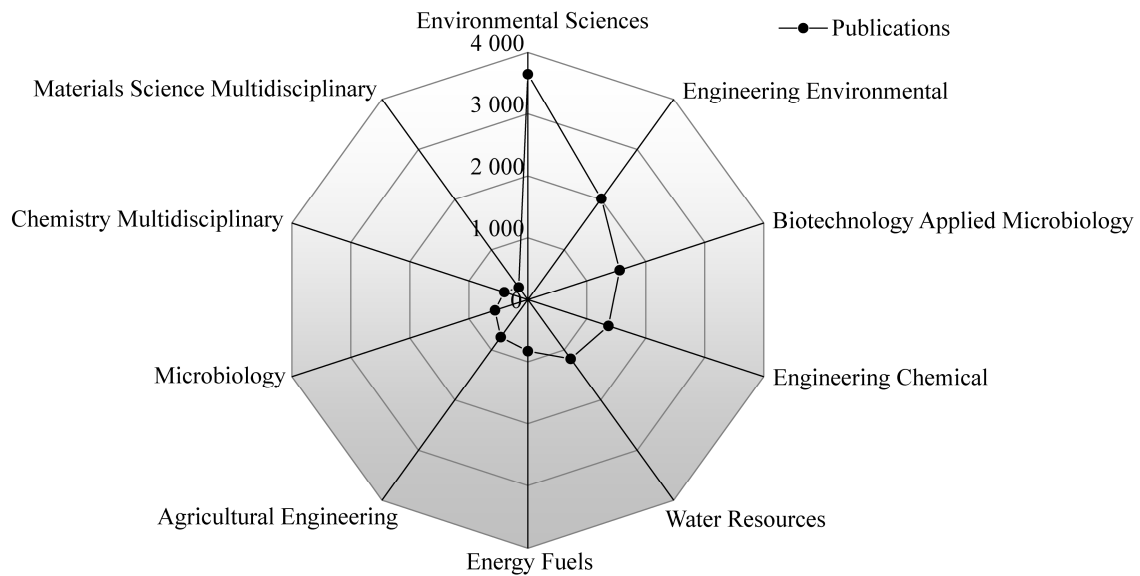 Environmental Sciences
Publications
4 000
Materials Science Multidisciplinary
Engineering Environmental
3 000
2 000
Chemistry Multidisciplinary
Biotechnology Applied Microbiology
1 000
0
Microbiology
Engineering Chemical
Agricultural Engineering
Water Resources
Energy Fuels